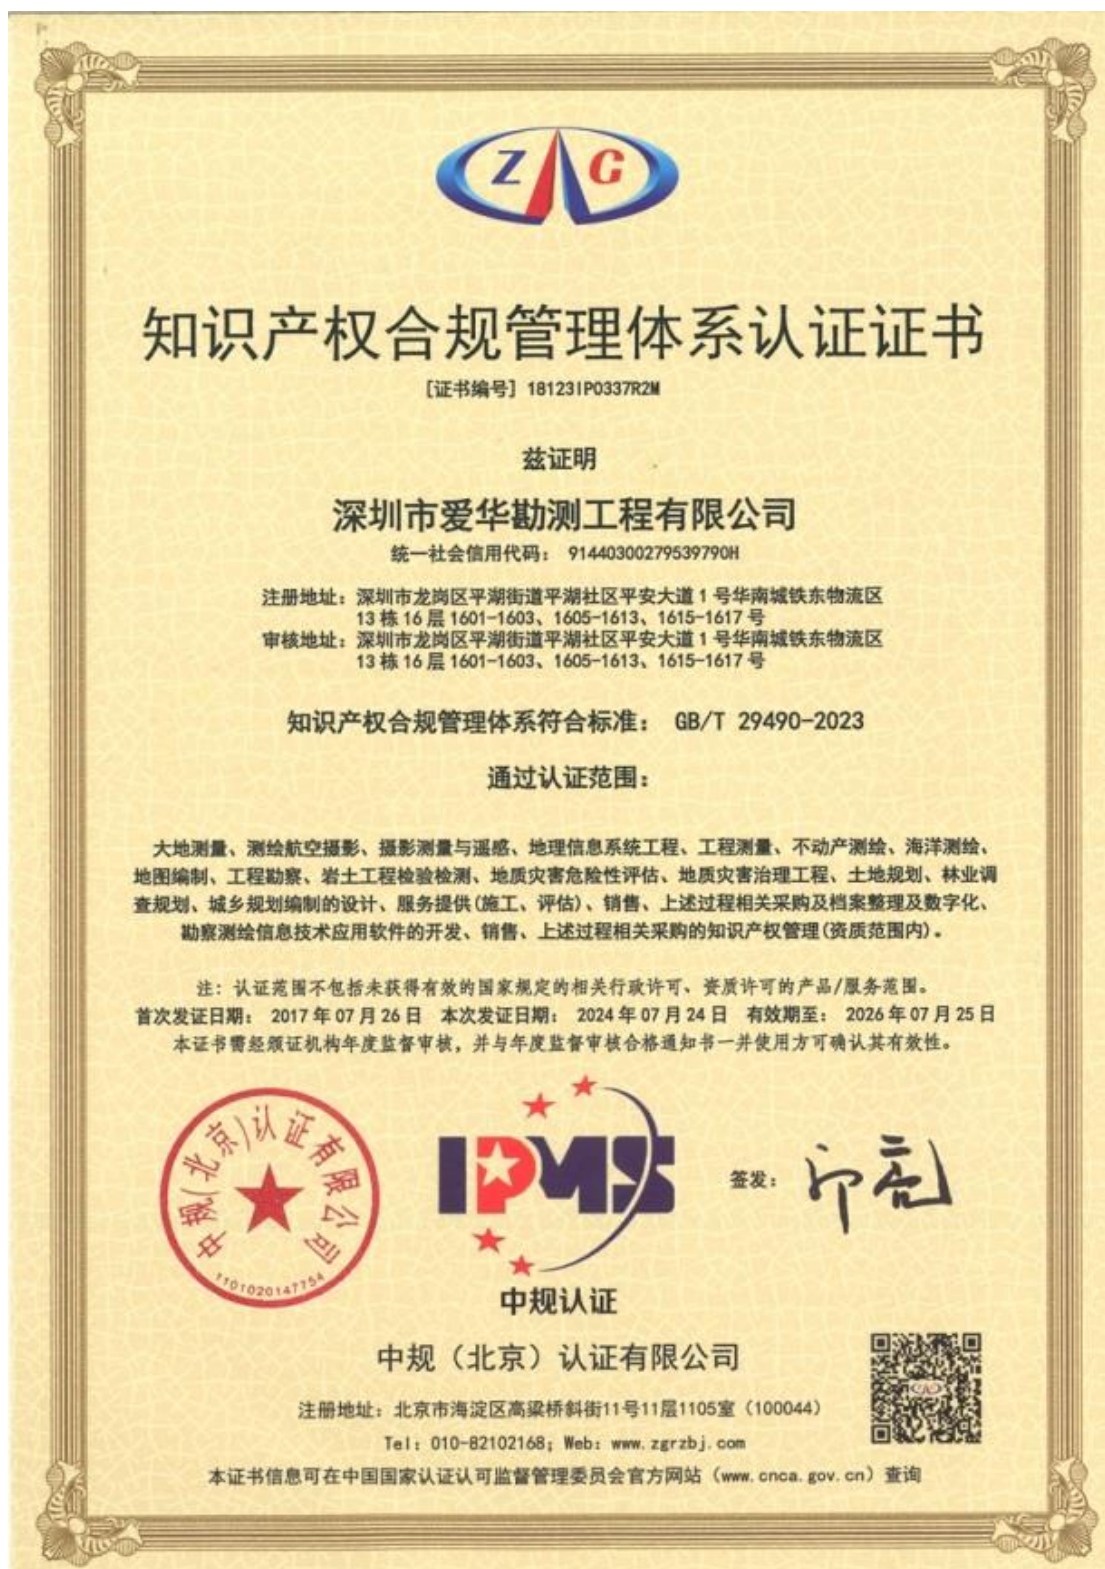 Z G
知识产权合规管理体系认证证书
[证书编号] 18123IP0337R2M
兹证明
深圳市爱华勘测工程有限公司
统一社会信用代码： 91440300279539790H
注册地址：深圳市龙岗区平湖街道平湖社区平安大道1号华南城铁东物流区
13栋16层1601-1603、1605-1613、1615-1617号
审核地址：深圳市龙岗区平湖街道平湖社区平安大道1号华南城铁东物流区
13栋16层1601-1603、1605-1613、1615-1617号
知识产权合规管理体系符合标准： GB/T 29490-2023
通过认证范围：
大地测量、测绘航空摄影、摄影测量与遥感、地理信息系统工程、工程测量、不动产测绘、海洋测绘、
地图编制、工程勘察、岩土工程检验检测、地质灾害危险性评估、地质灾害治理工程、土地规划、林业调
查规划、城乡规划编制的设计、服务提供(施工、评估)、销售、上述过程相关采购及档案整理及数字化、
勘察测绘信息技术应用软件的开发、销售、上述过程相关采购的知识产权管理(资质范围内)。
注：认证范围不包括未获得有效的国家规定的相关行政许可、资质许可的产品/服务范围。
首次发证日期： 2017年07月26日 本次发证日期： 2024年07月24日 有效期至： 2026年07月25日
本证书需经颁证机构年度监督审核，并与年度监督审核合格通知书一并使用方可确认其有效性。
中规(北京)认证有限公司
1101020147754
IPMS
中规认证
签发：
中规（北京）认证有限公司
注册地址：北京市海淀区高粱桥斜街11号11层1105室（100044）
Tel：010-82102168；Web：www.zgrzbj.com
本证书信息可在中国国家认证认可监督管理委员会官方网站（www.cnca.gov.cn）查询